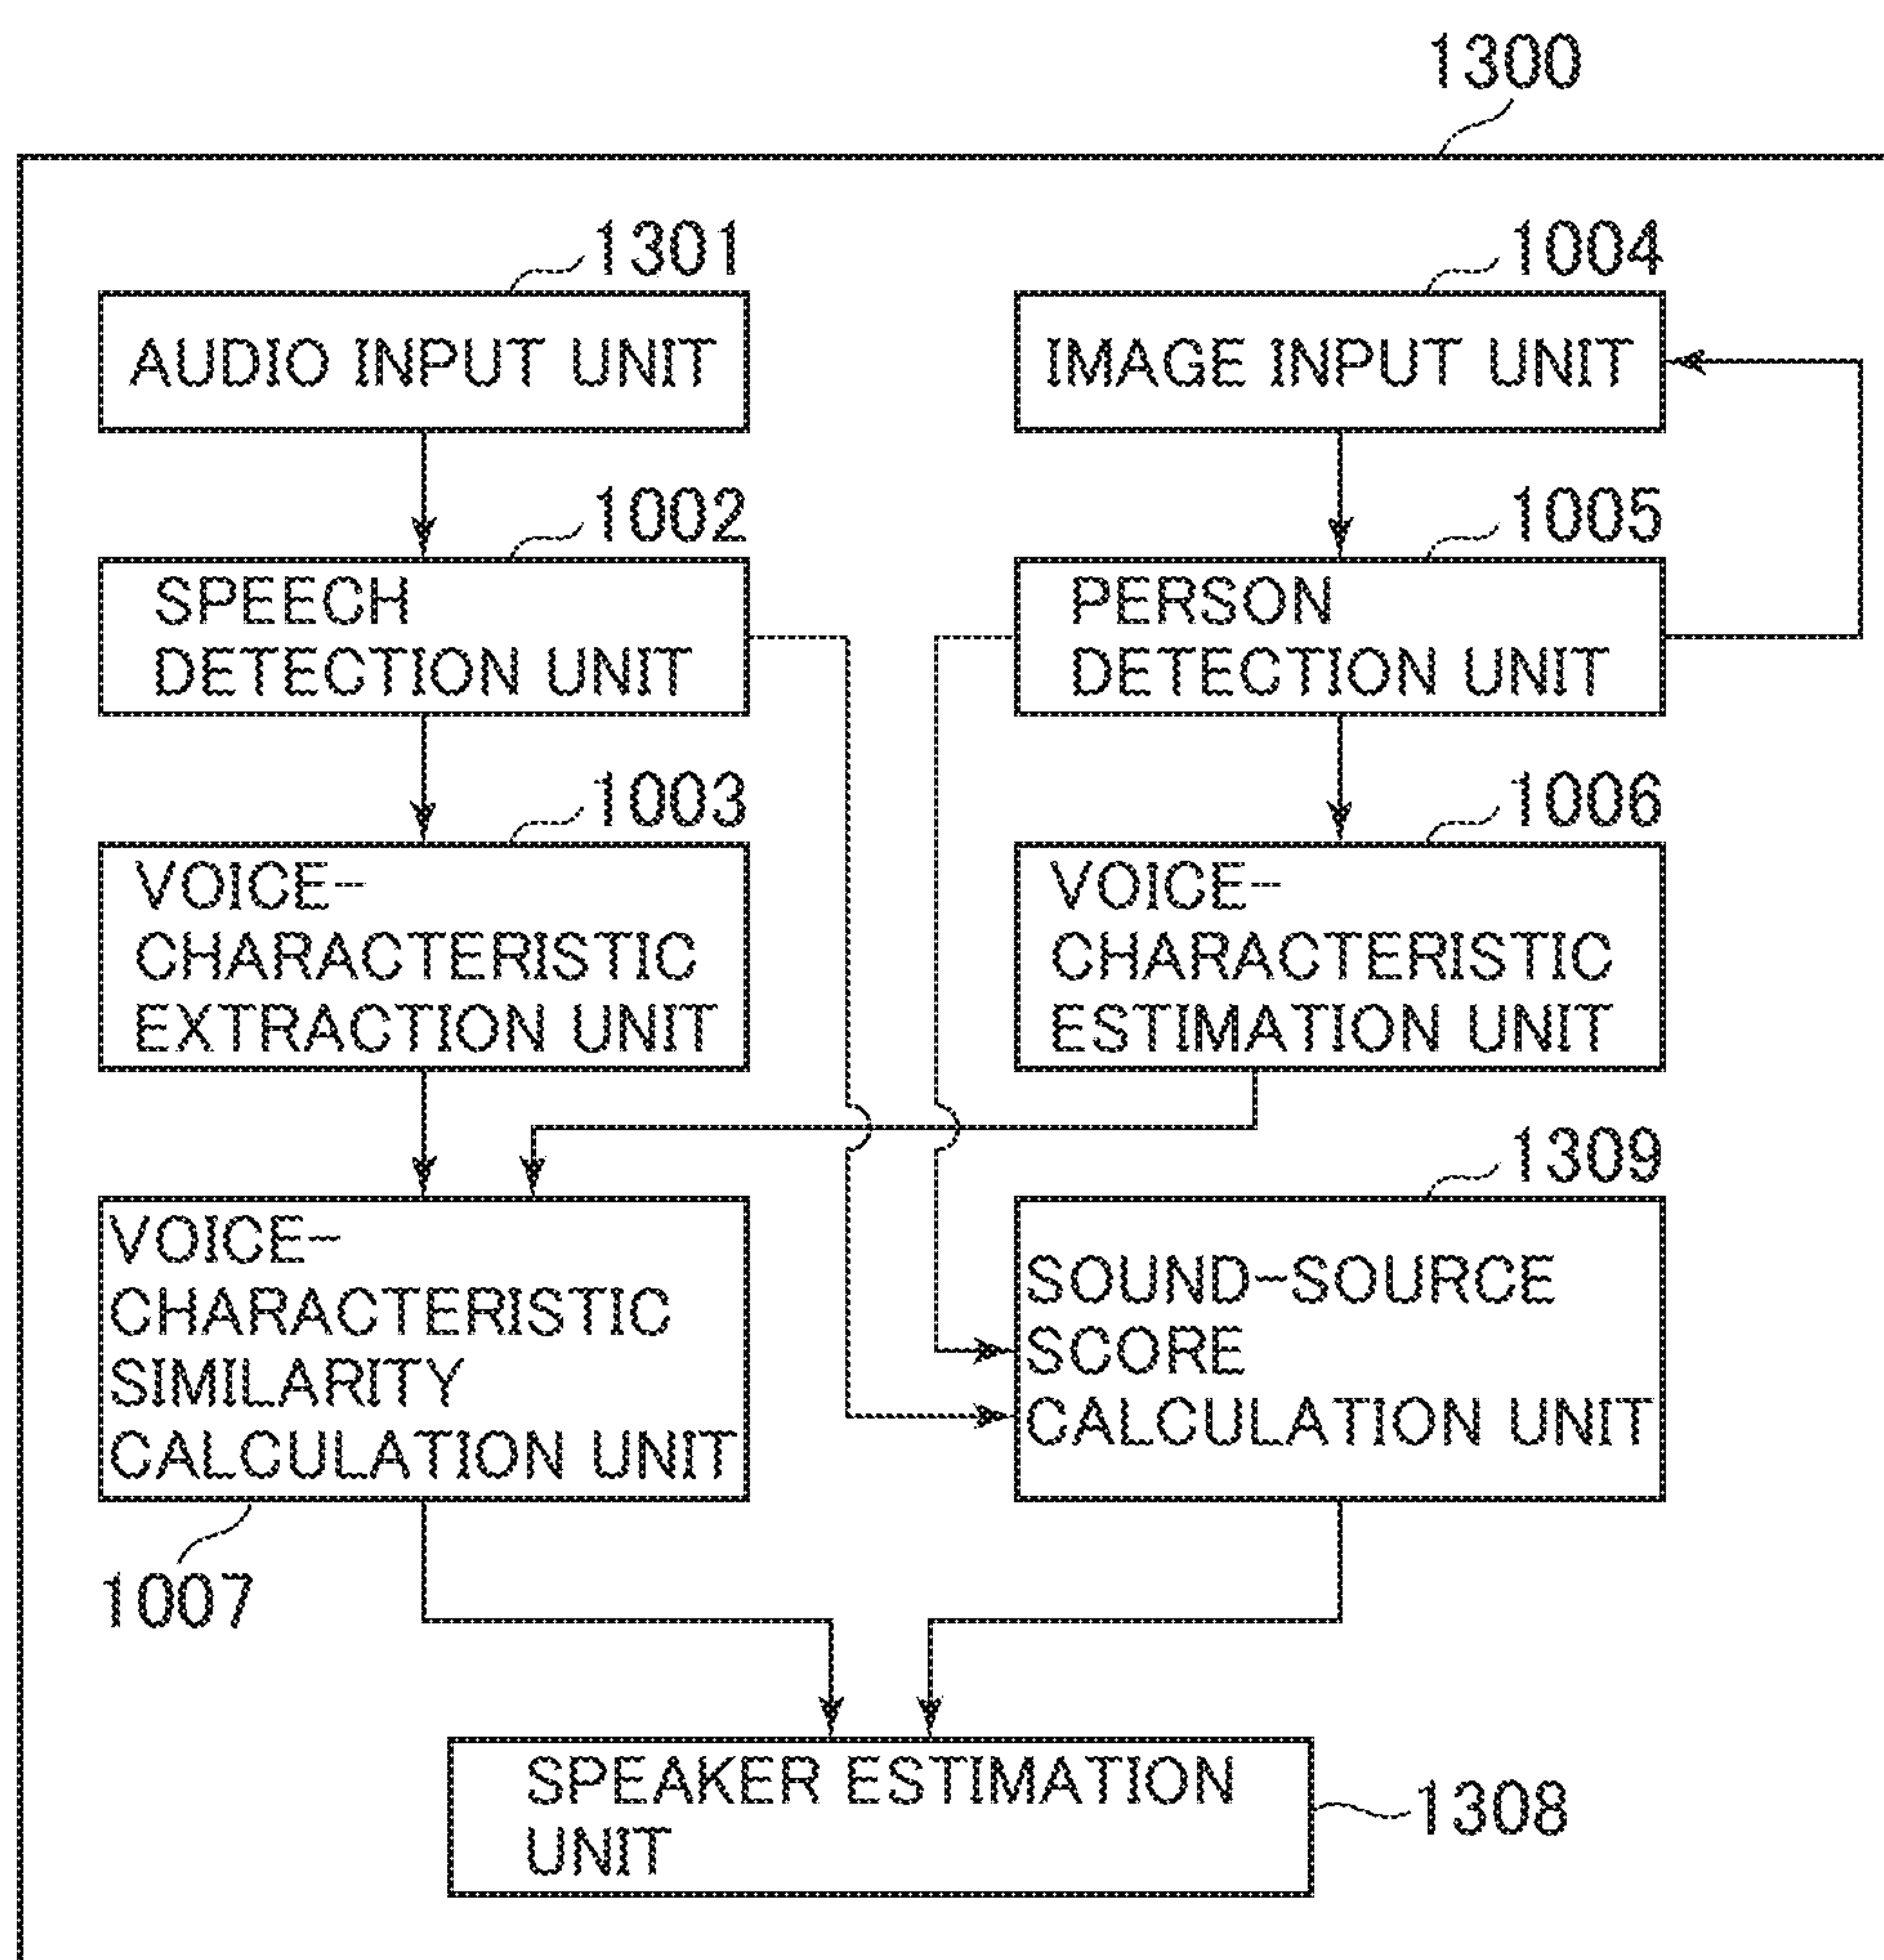 1300
1301
AUDIO INPUT UNIT
1004
IMAGE INPUT UNIT
1002
SPEECH
DETECTION UNIT
1005
PERSON
DETECTION UNIT
1003
VOICE-
CHARACTERISTIC
EXTRACTION UNIT
1006
VOICE-
CHARACTERISTIC
ESTIMATION UNIT
VOICE-
CHARACTERISTIC
SIMILARITY
CALCULATION UNIT
1007
1309
SOUND-SOURCE
SCORE
CALCULATION UNIT
SPEAKER ESTIMATION
UNIT
1308